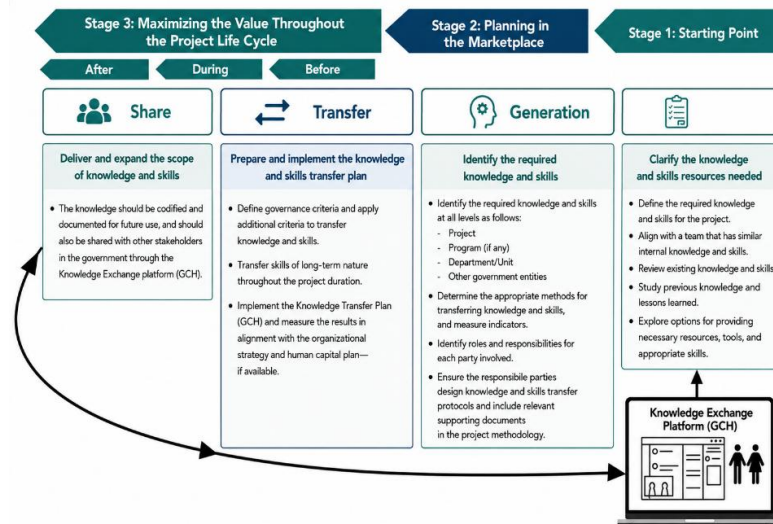 Stage 3: Maximizing the Value Throughout
the Project Life Cycle
Stage 2: Planning in
the Marketplace
Stage 1: Starting Point
After
During
Before
Share
Transfer
Generation
Deliver and expand the scope
of knowledge and skills
• The knowledge should be codified and
documented for future use, and should
also be shared with other stakeholders
in the government through the
Knowledge Exchange platform (GCH).
Prepare and implement the knowledge
and skills transfer plan
• Define governance criteria and apply
additional criteria to transfer
knowledge and skills.
• Transfer skills of long-term nature
throughout the project duration.
• Implement the Knowledge Transfer Plan
(GCH) and measure the results in
alignment with the organizational
strategy and human capital plan—
if available.
Identify the required
knowledge and skills
• Identify the required knowledge and skills
at all levels as follows:
- Project
- Program (if any)
- Department/Unit
- Other government entities
• Determine the appropriate methods for
transferring knowledge and skills,
and measure indicators.
• Identify roles and responsibilities for
each party involved.
• Ensure the responsibile parties
design knowledge and skills transfer
protocols and include relevant
supporting documents
in the project methodology.
Clarify the knowledge
and skills resources needed
• Define the required knowledge
and skills for the project.
• Align with a team that has similar
internal knowledge and skills.
• Review existing knowledge and skills
• Study previous knowledge and
lessons learned.
• Explore options for providing
necessary resources, tools, and
appropriate skills.
Knowledge Exchange
Platform (GCH)